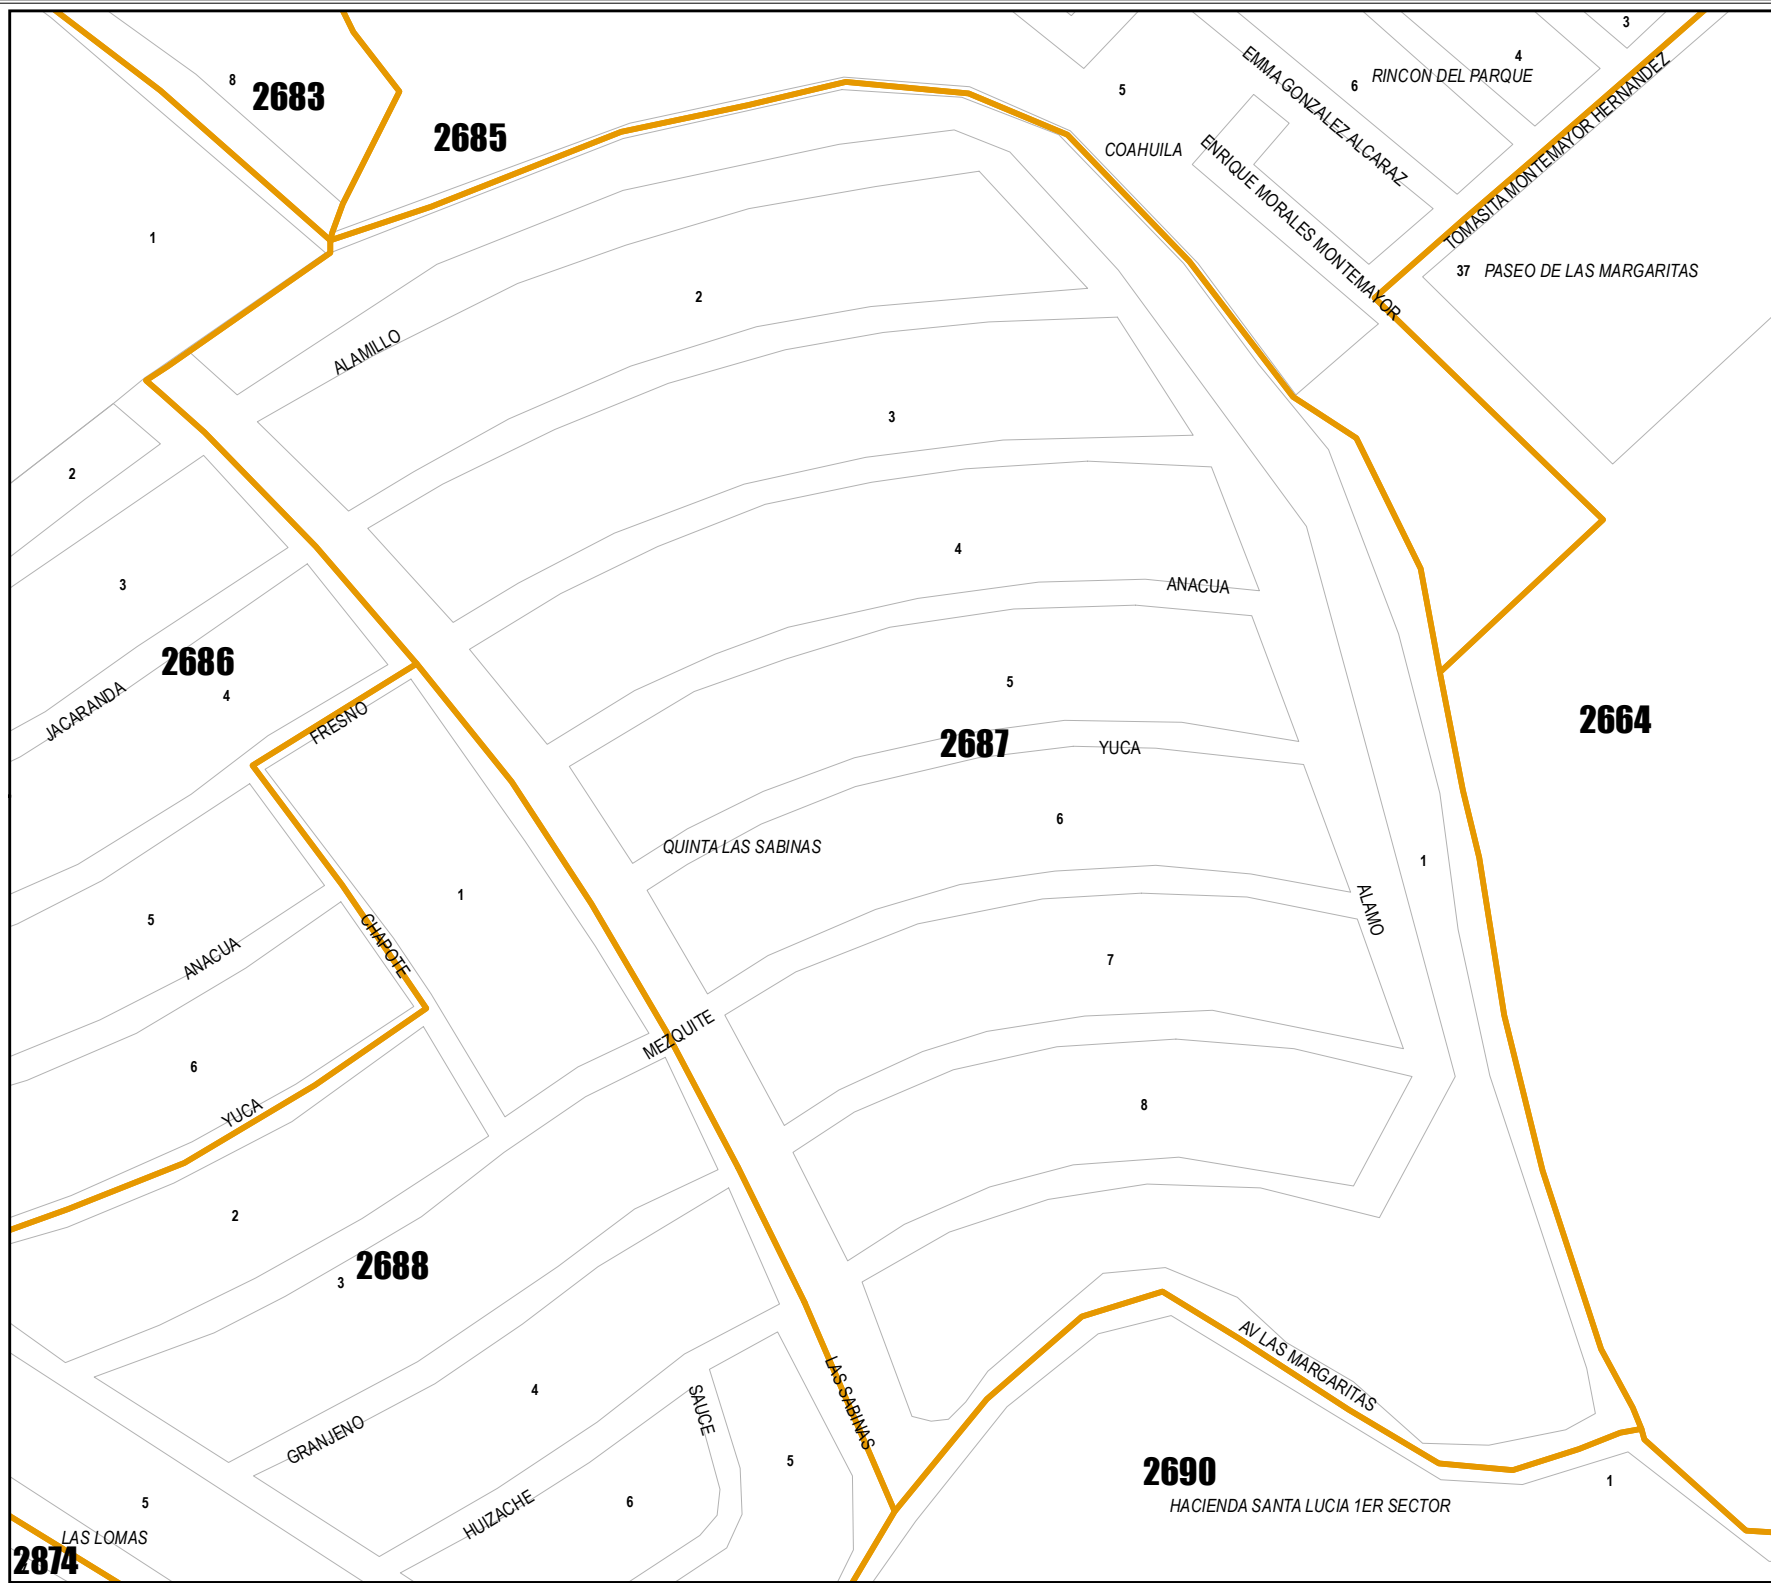 3
4
EMMA GONZALEZ ALCARAZ
RINCON DEL PARQUE
8
2683
6
5
TOMASITA MONTEMAYOR HERNANDEZ
2685
COAHUILA
ENRIQUE MORALES MONTEMAYOR
1
37 PASEO DE LAS MARGARITAS
2
ALAMILLO
3
2
4
3
ANACUA
2686
5
4
JACARANDA
FRESNO
2664
2687
YUCA
6
QUINTA LAS SABINAS
1
1
5
ALAMO
CHAPOTE
ANACUA
7
MEZQUITE
6
8
YUCA
2
2688
3
AV LAS MARGARITAS
4
LAS SABINAS
SAUCE
GRANJENO
5
2690
1
5
6
HUIZACHE
HACIENDA SANTA LUCIA 1ER SECTOR
LAS LOMAS
2874